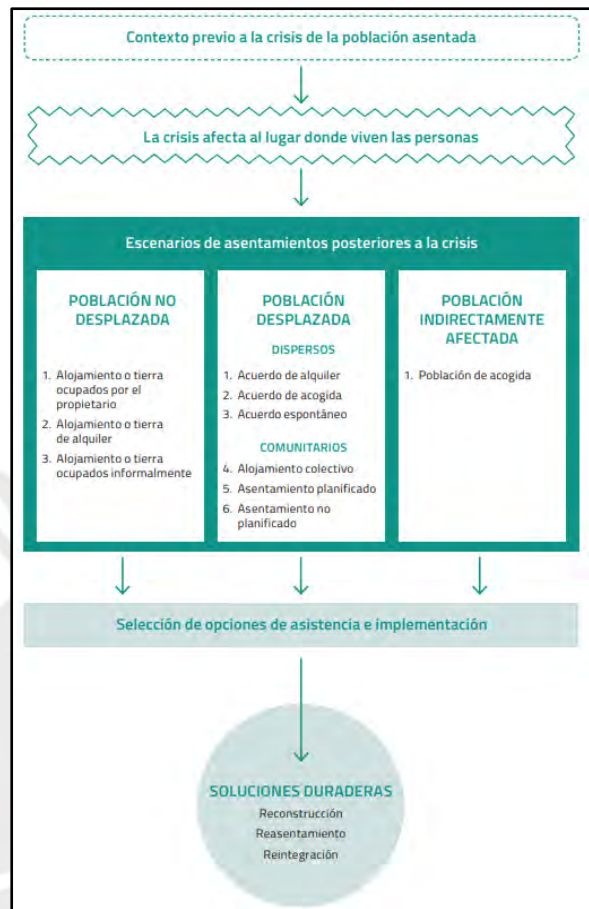 Contexto previo a la crisis de la población asentada
La crisis afecta al lugar donde viven las personas
Escenarios de asentamientos posteriores a la crisis
POBLACIÓN NO
DESPLAZADA
1. Alojamiento o tierra
ocupados por el
propietario
2. Alojamiento o tierra
de alquiler
3. Alojamiento o tierra
ocupados informalmente
POBLACIÓN
DESPLAZADA
DISPERSOS
1. Acuerdo de alquiler
2. Acuerdo de acogida
3. Acuerdo espontáneo
COMUNITARIOS
4. Alojamiento colectivo
5. Asentamiento planificado
6. Asentamiento no
planificado
POBLACIÓN
INDIRECTAMENTE
AFECTADA
1. Población de acogida
Selección de opciones de asistencia e implementación
SOLUCIONES DURADERAS
Reconstrucción
Reasentamiento
Reintegración